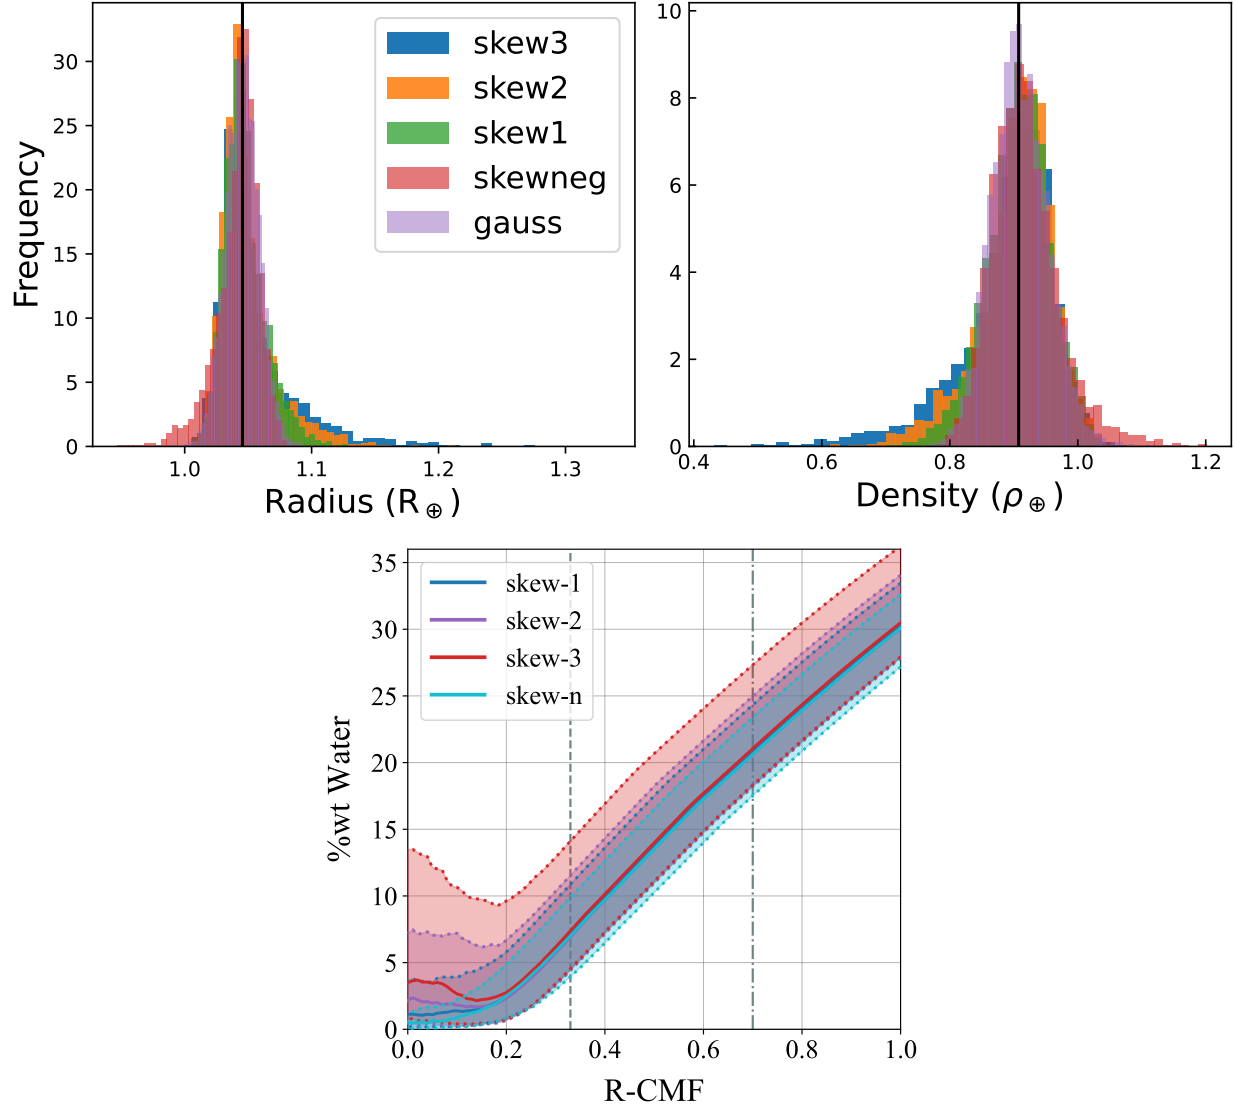 30
25
20
15
10
5
0
Frequency
skew3
skew2
skew1
skewneg
gauss
1.0 1.1 1.2 1.3
Radius (R⊕)
10
8
6
4
2
0
0.4 0.6 0.8 1.0 1.2
Density (ρ⊕)
35
30
25
20
15
10
5
0
%wt Water
skew-1
skew-2
skew-3
skew-n
0.0 0.2 0.4 0.6 0.8 1.0
R-CMF